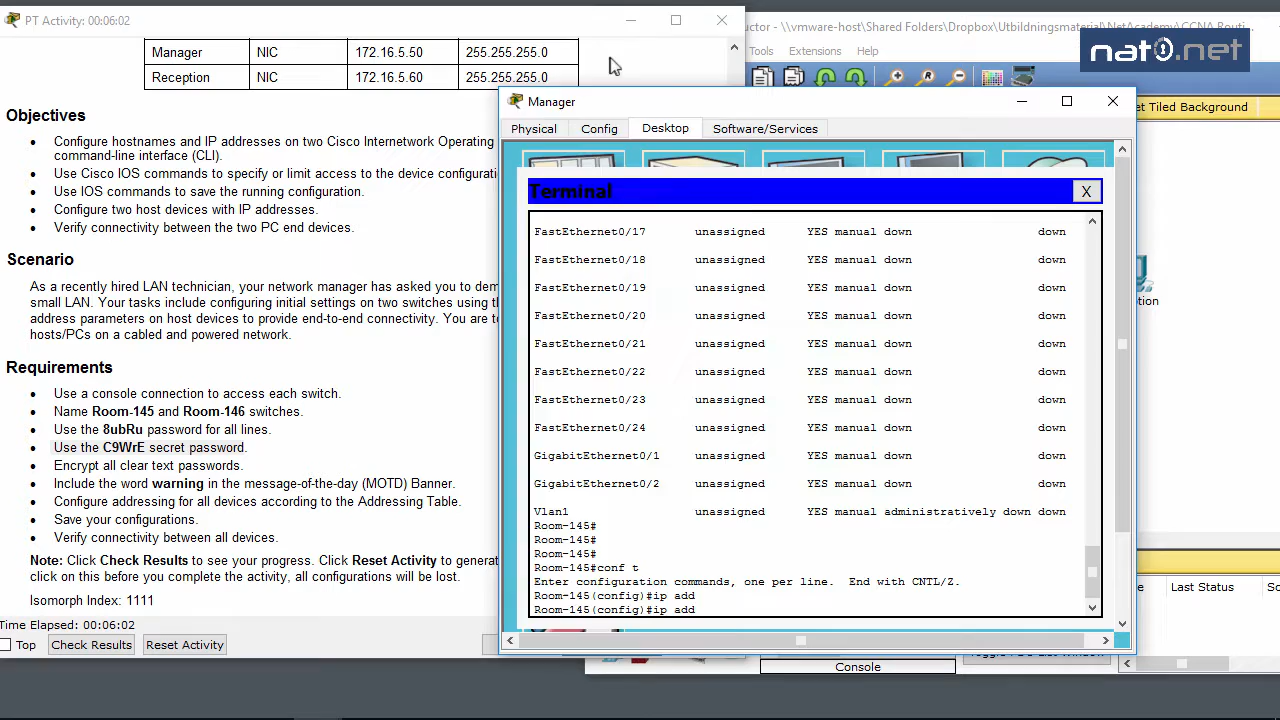 PT Activity: 00:06:02
Manager NIC 172.16.5.50 255.255.255.0
Reception NIC 172.16.5.60 255.255.255.0
Objectives
Configure hostnames and IP addresses on two Cisco Internetwork Operating
command-line interface (CLI).
Use Cisco IOS commands to specify or limit access to the device configurati
Use IOS commands to save the running configuration.
Configure two host devices with IP addresses.
Verify connectivity between the two PC end devices.
Scenario
As a recently hired LAN technician, your network manager has asked you to den
small LAN. Your tasks include configuring initial settings on two switches using th
address parameters on host devices to provide end-to-end connectivity. You are to
hosts/PCs on a cabled and powered network.
Requirements
Use a console connection to access each switch.
Name Room-145 and Room-146 switches.
Use the 8ubRu password for all lines.
Use the C9WrE secret password.
Encrypt all clear text passwords.
Include the word warning in the message-of-the-day (MOTD) Banner.
Configure addressing for all devices according to the Addressing Table.
Save your configurations.
Verify connectivity between all devices.
Note: Click Check Results to see your progress. Click Reset Activity to generat
click on this before you complete the activity, all configurations will be lost.
Isomorph Index: 1111
Time Elapsed: 00:06:02
Top Check Results Reset Activity
uctor - \\vmware-host\Shared Folders\Dropbox\Utbildningsmaterial\NetAcademy\CCNA Routi
nat0.net
Tools Extensions Help
et Tiled Background
Manager
Physical Config Desktop Software/Services
Terminal X
FastEthernet0/17 unassigned YES manual down down
FastEthernet0/18 unassigned YES manual down down
FastEthernet0/19 unassigned YES manual down down
FastEthernet0/20 unassigned YES manual down down
FastEthernet0/21 unassigned YES manual down down
FastEthernet0/22 unassigned YES manual down down
FastEthernet0/23 unassigned YES manual down down
FastEthernet0/24 unassigned YES manual down down
GigabitEthernet0/1 unassigned YES manual down down
GigabitEthernet0/2 unassigned YES manual down down
Vlan1 unassigned YES manual administratively down down
Room-145#
Room-145#
Room-145#
Room-145#conf t
Enter configuration commands, one per line. End with CNTL/Z.
Room-145(config)#ip add
Room-145(config)#ip add
ption
e Last Status Sc
Console